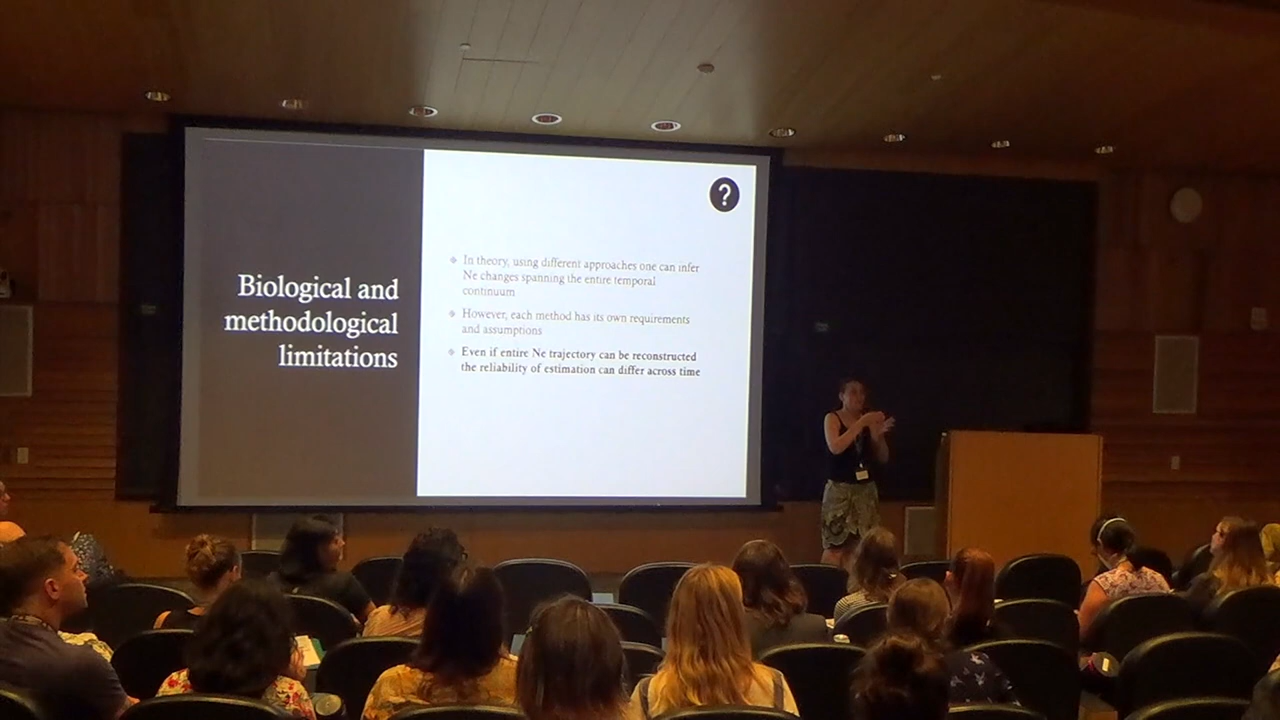 Biological and
methodological
limitations
?
❖ In theory, using different approaches one can infer
Ne changes spanning the entire temporal
continuum
❖ However, each method has its own requirements
and assumptions
❖ Even if entire Ne trajectory can be reconstructed
the reliability of estimation can differ across time